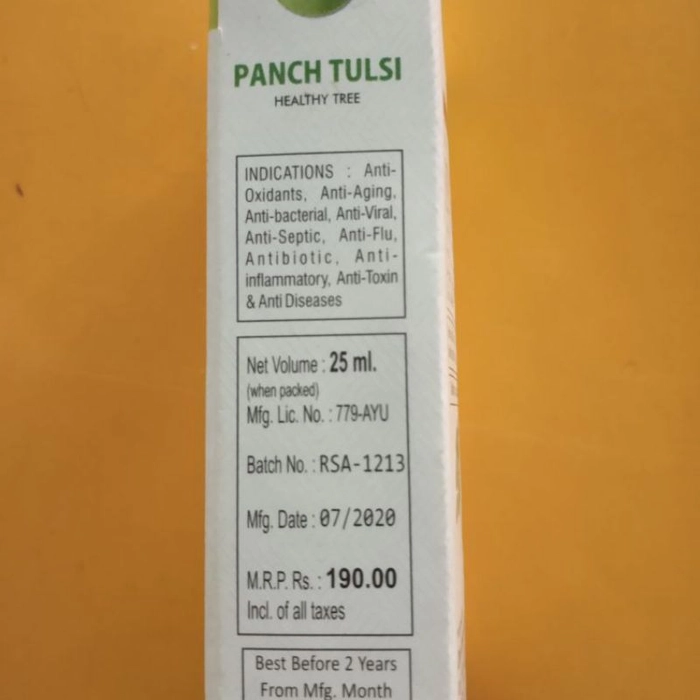 PANCH TULSI
HEALTHY TREE
INDICATIONS : Anti-
Oxidants, Anti-Aging,
Anti-bacterial, Anti-Viral,
Anti-Septic, Anti-Flu,
Antibiotic, Anti-
inflammatory, Anti-Toxin
& Anti Diseases
Net Volume : 25 ml.
(when packed)
Mfg. Lic. No. : 779-AYU
Batch No. : RSA-1213
Mfg. Date : 07/2020
M.R.P. Rs. : 190.00
Incl. of all taxes
Best Before 2 Years
From Mfg. Month